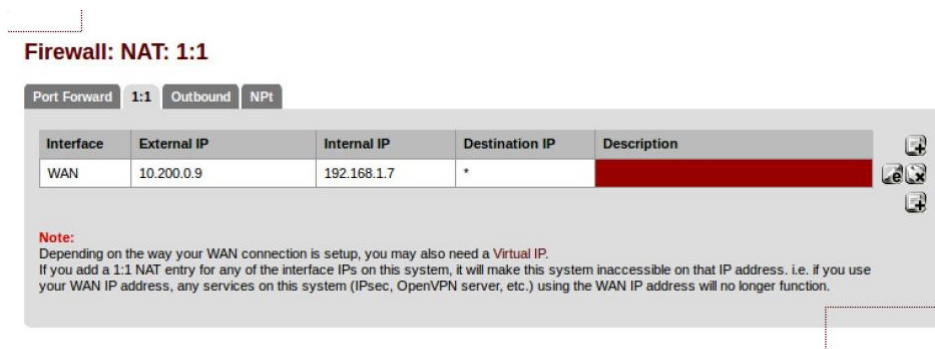 Firewall: NAT: 1:1
Port Forward 1:1 Outbound NPt
Interface External IP Internal IP Destination IP Description
WAN 10.200.0.9 192.168.1.7 *
Note:
Depending on the way your WAN connection is setup, you may also need a Virtual IP.
If you add a 1:1 NAT entry for any of the interface IPs on this system, it will make this system inaccessible on that IP address. i.e. if you use
your WAN IP address, any services on this system (IPsec, OpenVPN server, etc.) using the WAN IP address will no longer function.